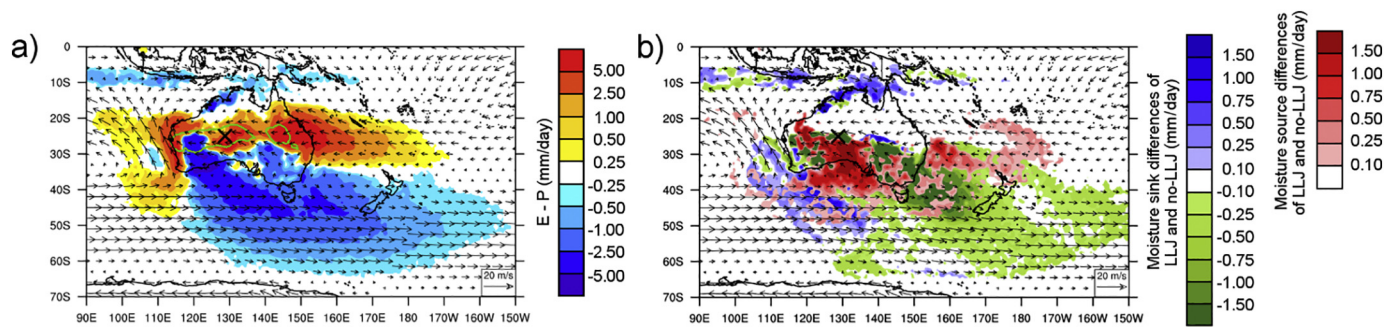 a)
0
10S
20S
30S
40S
50S
60S
70S
90E 100E 110E 120E 130E 140E 150E 160E 170E 180 170W 160W 150W
20 m/s
5.00
2.50
1.00
0.50
0.25
-0.25
-0.50
-1.00
-2.50
-5.00
E - P (mm/day)
b)
0
10S
20S
30S
40S
50S
60S
70S
90E 100E 110E 120E 130E 140E 150E 160E 170E 180 170W 160W 150W
20 m/s
Moisture sink differences of
LLJ and no-LLJ (mm/day)
1.50
1.00
0.75
0.50
0.25
0.10
-0.10
-0.25
-0.50
-0.75
-1.00
-1.50
Moisture source differences
of LLJ and no-LLJ (mm/day)
1.50
1.00
0.75
0.50
0.25
0.10